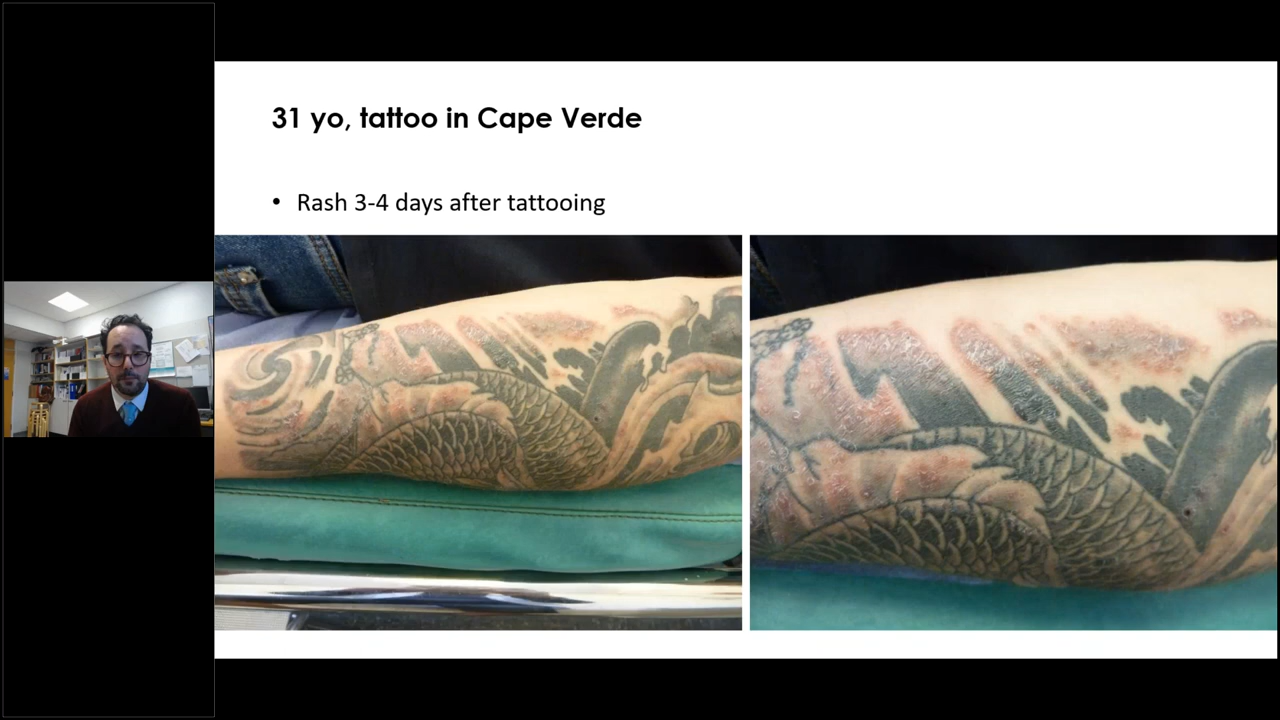 31 yo, tattoo in Cape Verde
• Rash 3-4 days after tattooing